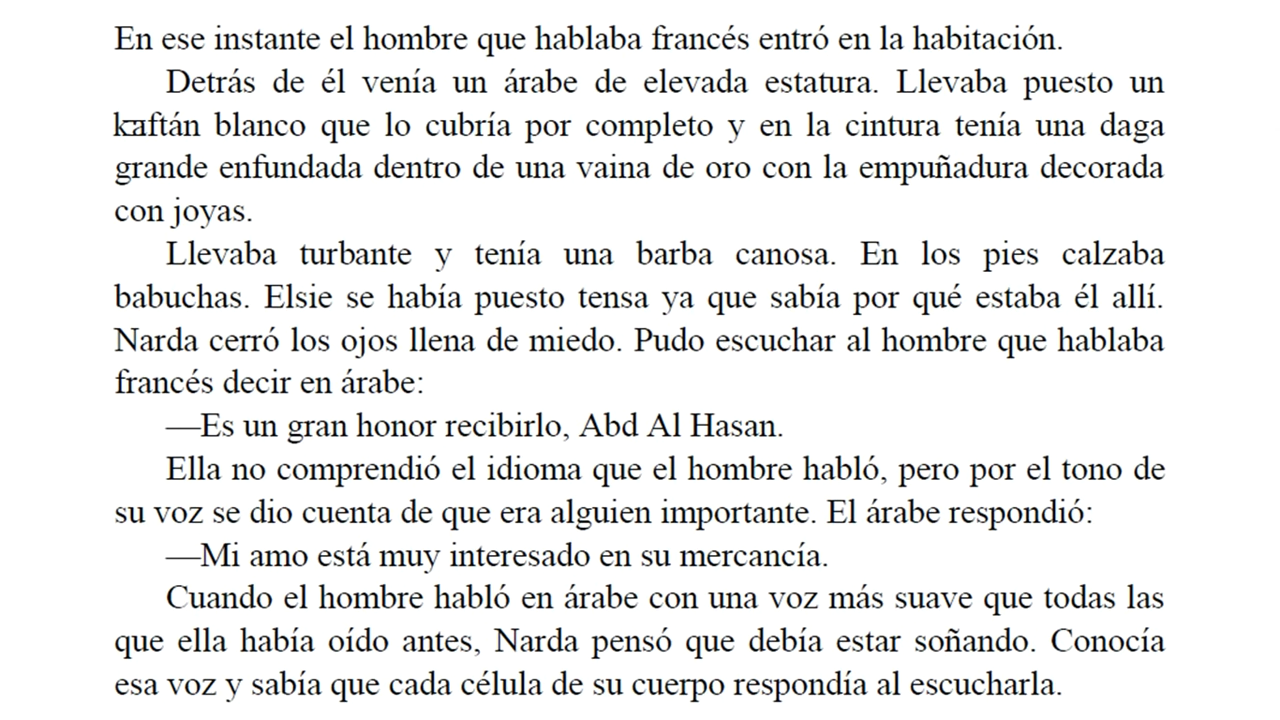 En ese instante el hombre que hablaba francés entró en la habitación.
Detrás de él venía un árabe de elevada estatura. Llevaba puesto un
kaftán blanco que lo cubría por completo y en la cintura tenía una daga
grande enfundada dentro de una vaina de oro con la empuñadura decorada
con joyas.
Llevaba turbante y tenía una barba canosa. En los pies calzaba
babuchas. Elsie se había puesto tensa ya que sabía por qué estaba él allí.
Narda cerró los ojos llena de miedo. Pudo escuchar al hombre que hablaba
francés decir en árabe:
—Es un gran honor recibirlo, Abd Al Hasan.
Ella no comprendió el idioma que el hombre habló, pero por el tono de
su voz se dio cuenta de que era alguien importante. El árabe respondió:
—Mi amo está muy interesado en su mercancía.
Cuando el hombre habló en árabe con una voz más suave que todas las
que ella había oído antes, Narda pensó que debía estar soñando. Conocía
esa voz y sabía que cada célula de su cuerpo respondía al escucharla.